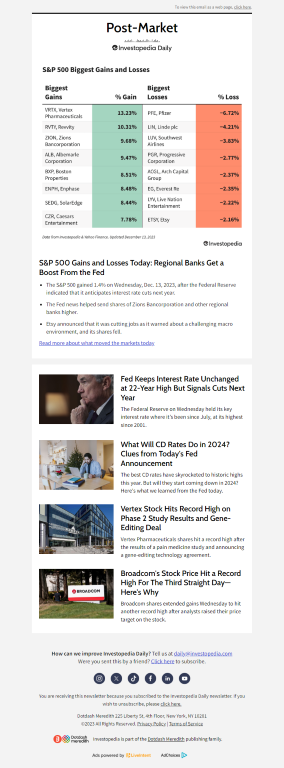 To view this email as a web page, click here.
Post-Market
Investopedia Daily
S&P 500 Biggest Gains and Losses
Biggest Gains % Gain Biggest Losses % Loss
VRTX, Vertex Pharmaceuticals 13.23% PFE, Pfizer −6.72%
RVTY, Revvity 10.31% LIN, Linde plc −4.21%
ZION, Zions Bancorporation 9.68% LUV, Southwest Airlines −3.83%
ALB, Albemarle Corporation 9.47% PGR, Progressive Corporation −2.77%
BXP, Boston Properties 8.51% ACGL, Arch Capital Group −2.37%
ENPH, Enphase 8.48% EG, Everest Re −2.35%
SEDG, SolarEdge 8.44% LYV, Live Nation Entertainment −2.22%
CZR, Caesars Entertainment 7.78% ETSY, Etsy −2.16%
Data from Investopedia & Yahoo Finance. Updated December 13, 2023
Investopedia
S&P 500 Gains and Losses Today: Regional Banks Get a
Boost From the Fed
• The S&P 500 gained 1.4% on Wednesday, Dec. 13, 2023, after the Federal Reserve
indicated that it anticipates interest rate cuts next year.
• The Fed news helped send shares of Zions Bancorporation and other regional
banks higher.
• Etsy announced that it was cutting jobs as it warned about a challenging macro
environment, and its shares fell.
Read more about what moved the markets today
Fed Keeps Interest Rate Unchanged
at 22-Year High But Signals Cuts Next
Year
The Federal Reserve on Wednesday held its key
interest rate where it's been since July, at its highest
since 2001.
What Will CD Rates Do in 2024?
Clues from Today's Fed
Announcement
The best CD rates have skyrocketed to historic highs
this year. But will they start coming down in 2024?
Here's what we learned from the Fed today.
Vertex Stock Hits Record High on
Phase 2 Study Results and Gene-
Editing Deal
Vertex Pharmaceuticals shares hit a record high after
the results of a pain medicine study and announcing
a gene-editing technology agreement.
Broadcom's Stock Price Hit a Record
High For The Third Straight Day—
Here's Why
BROADCOM
Broadcom shares extended gains Wednesday to hit
another record high after analysts raised their price
target on the stock.
How can we improve Investopedia Daily? Tell us at daily@investopedia.com
Were you sent this by a friend? Click here to subscribe.
You are receiving this newsletter because you subscribed to the Investopedia Daily newsletter. If you
wish to unsubscribe, please click here.
Dotdash Meredith 225 Liberty St, 4th Floor, New York, NY 10281
©2023 All Rights Reserved. Privacy Policy | Terms of Service
Dotdash meredith Investopedia is part of the Dotdash Meredith publishing family.
Ads powered by LiveIntent AdChoices